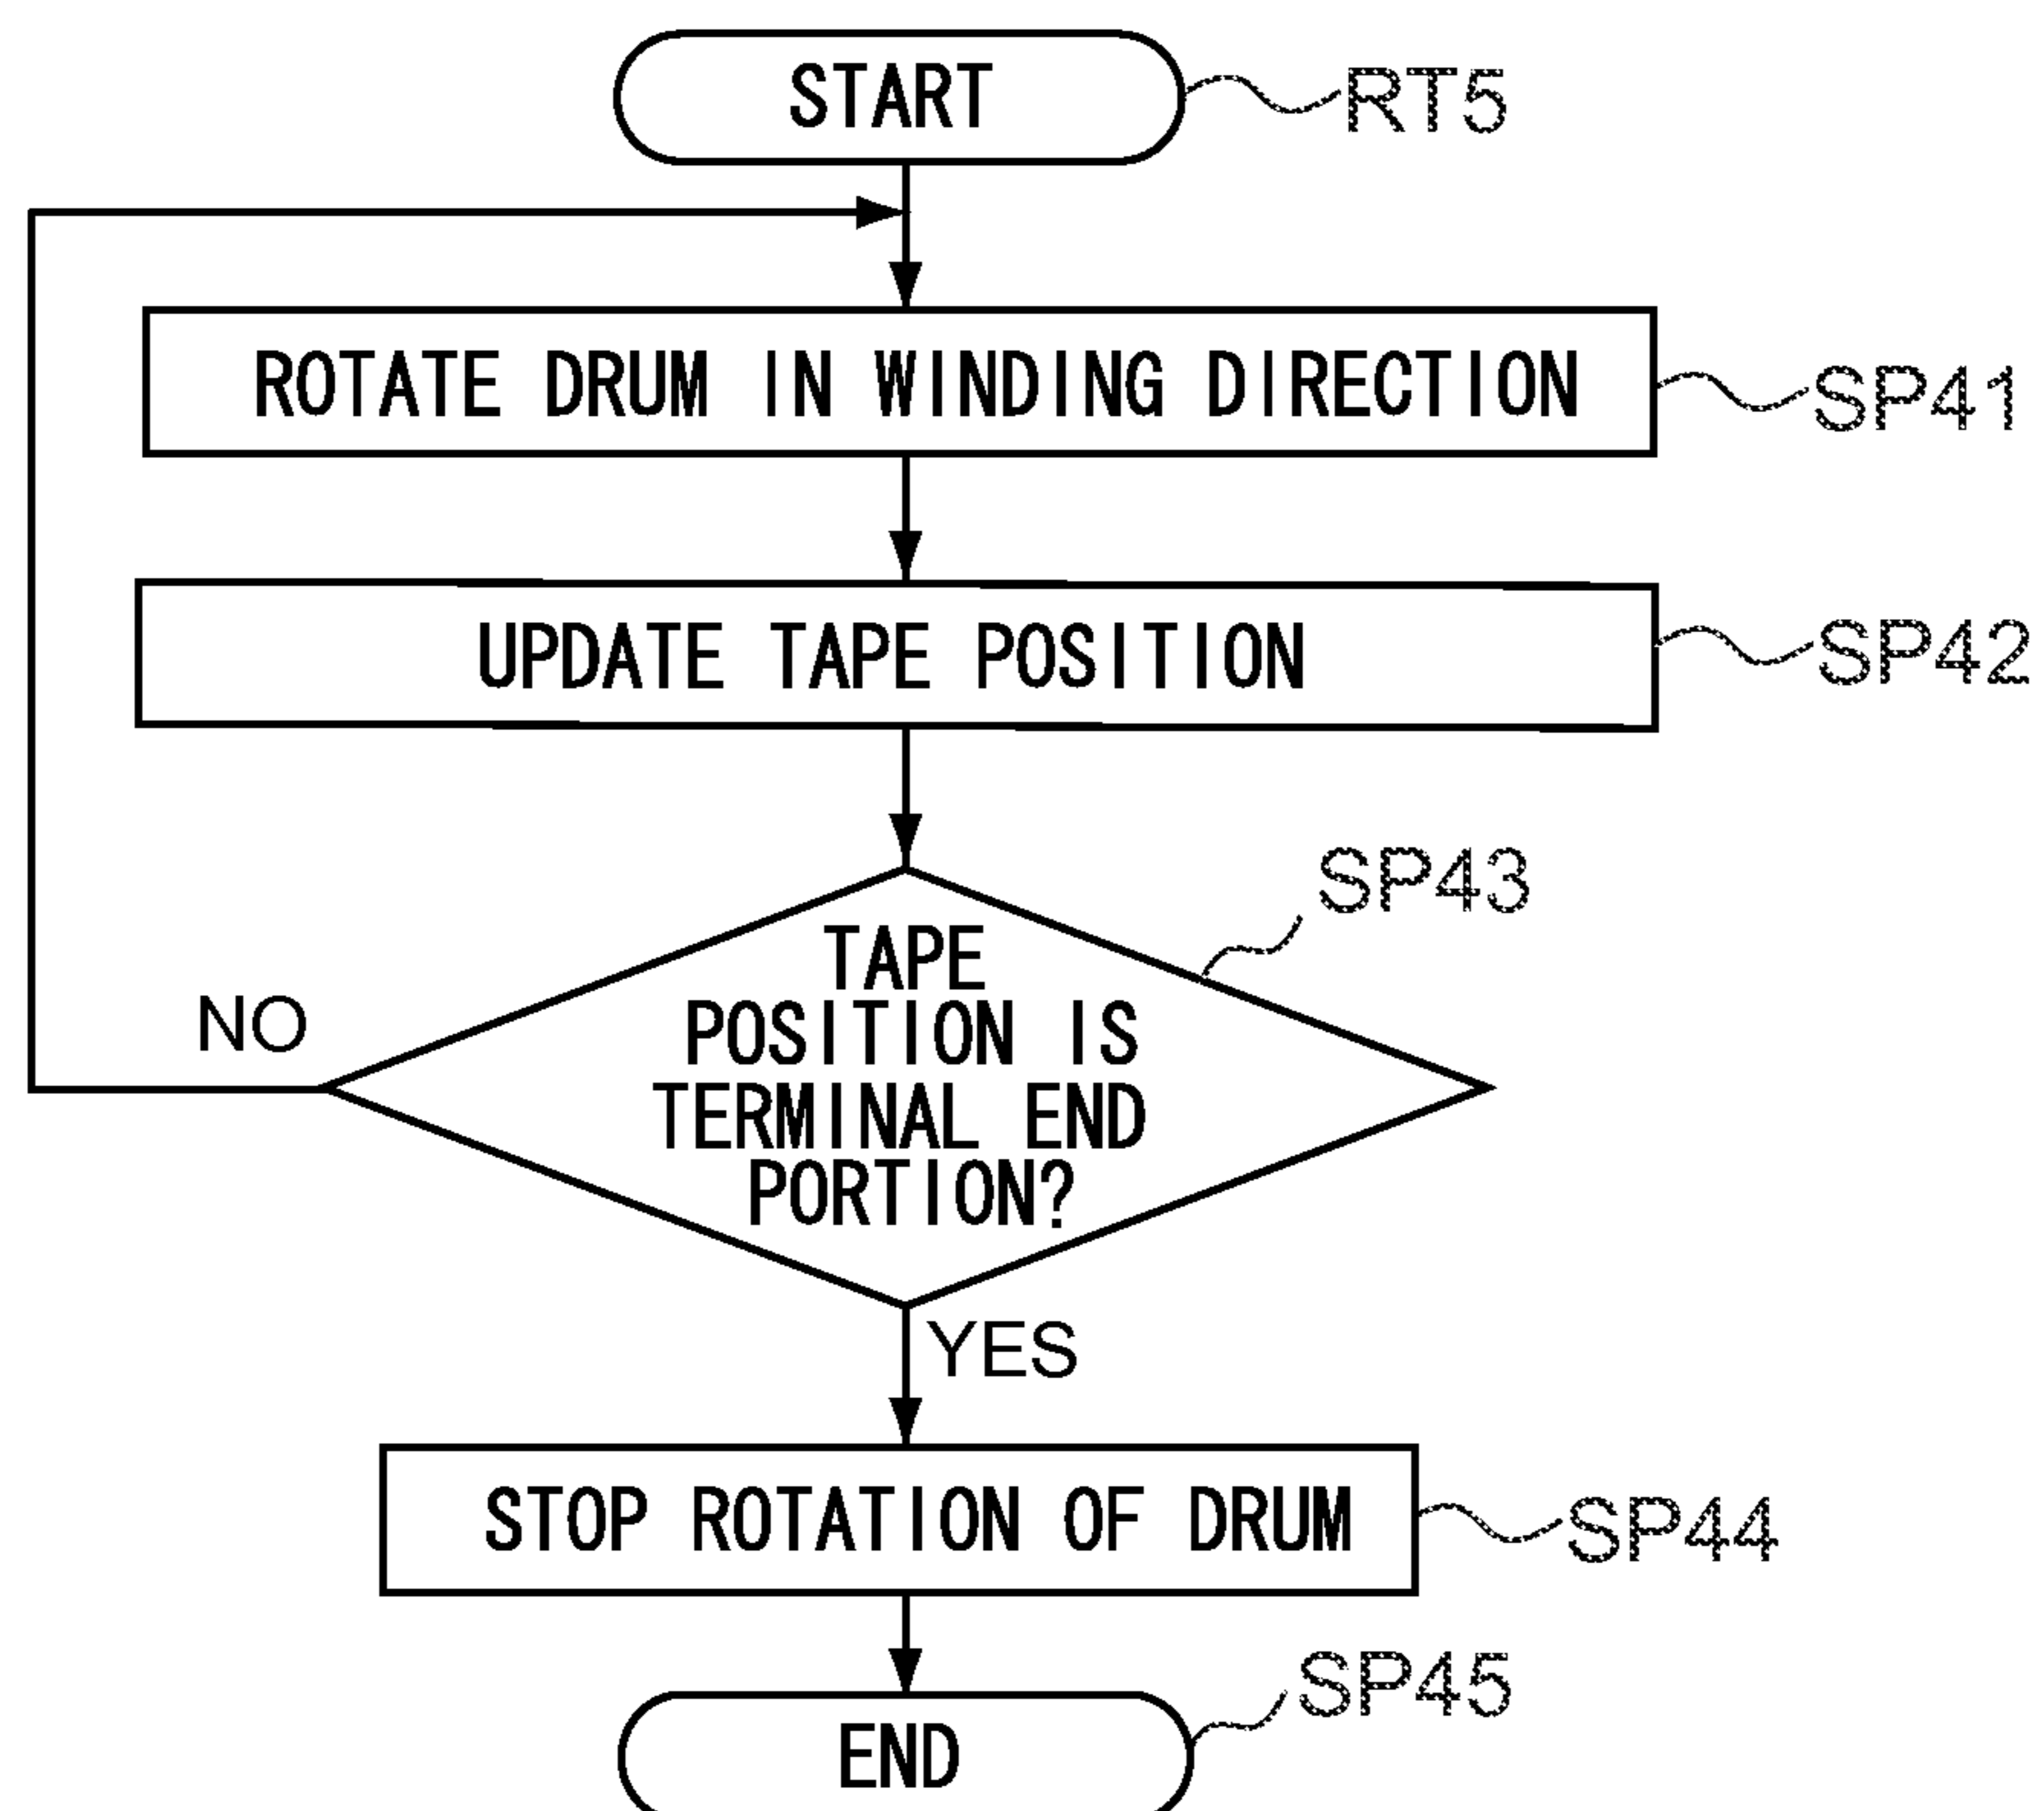 START
RT5
ROTATE DRUM IN WINDING DIRECTION
SP41
UPDATE TAPE POSITION
SP42
SP43
TAPE
POSITION IS
TERMINAL END
PORTION?
NO
YES
STOP ROTATION OF DRUM
SP44
SP45
END